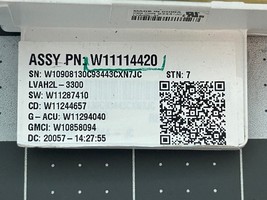 ASSY PN: W11114420
SN: W10908130C93443CXN7JC
STN: 7
LVAH2L-3300
SW: W11287410
CD: W11244657
G-ACU: W11294040
GMCI: W10858094
DC: 20057 - 14:27:55